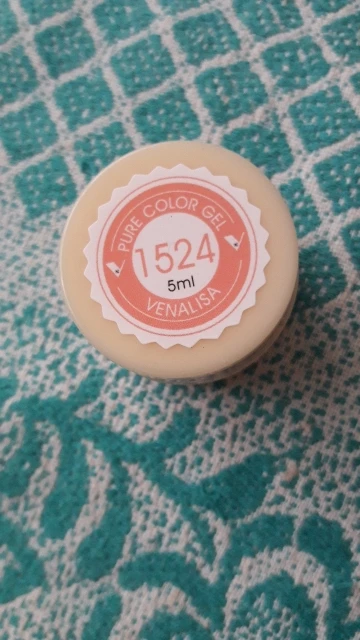 PURE COLOR GEL
1524
5ml
VENALISA